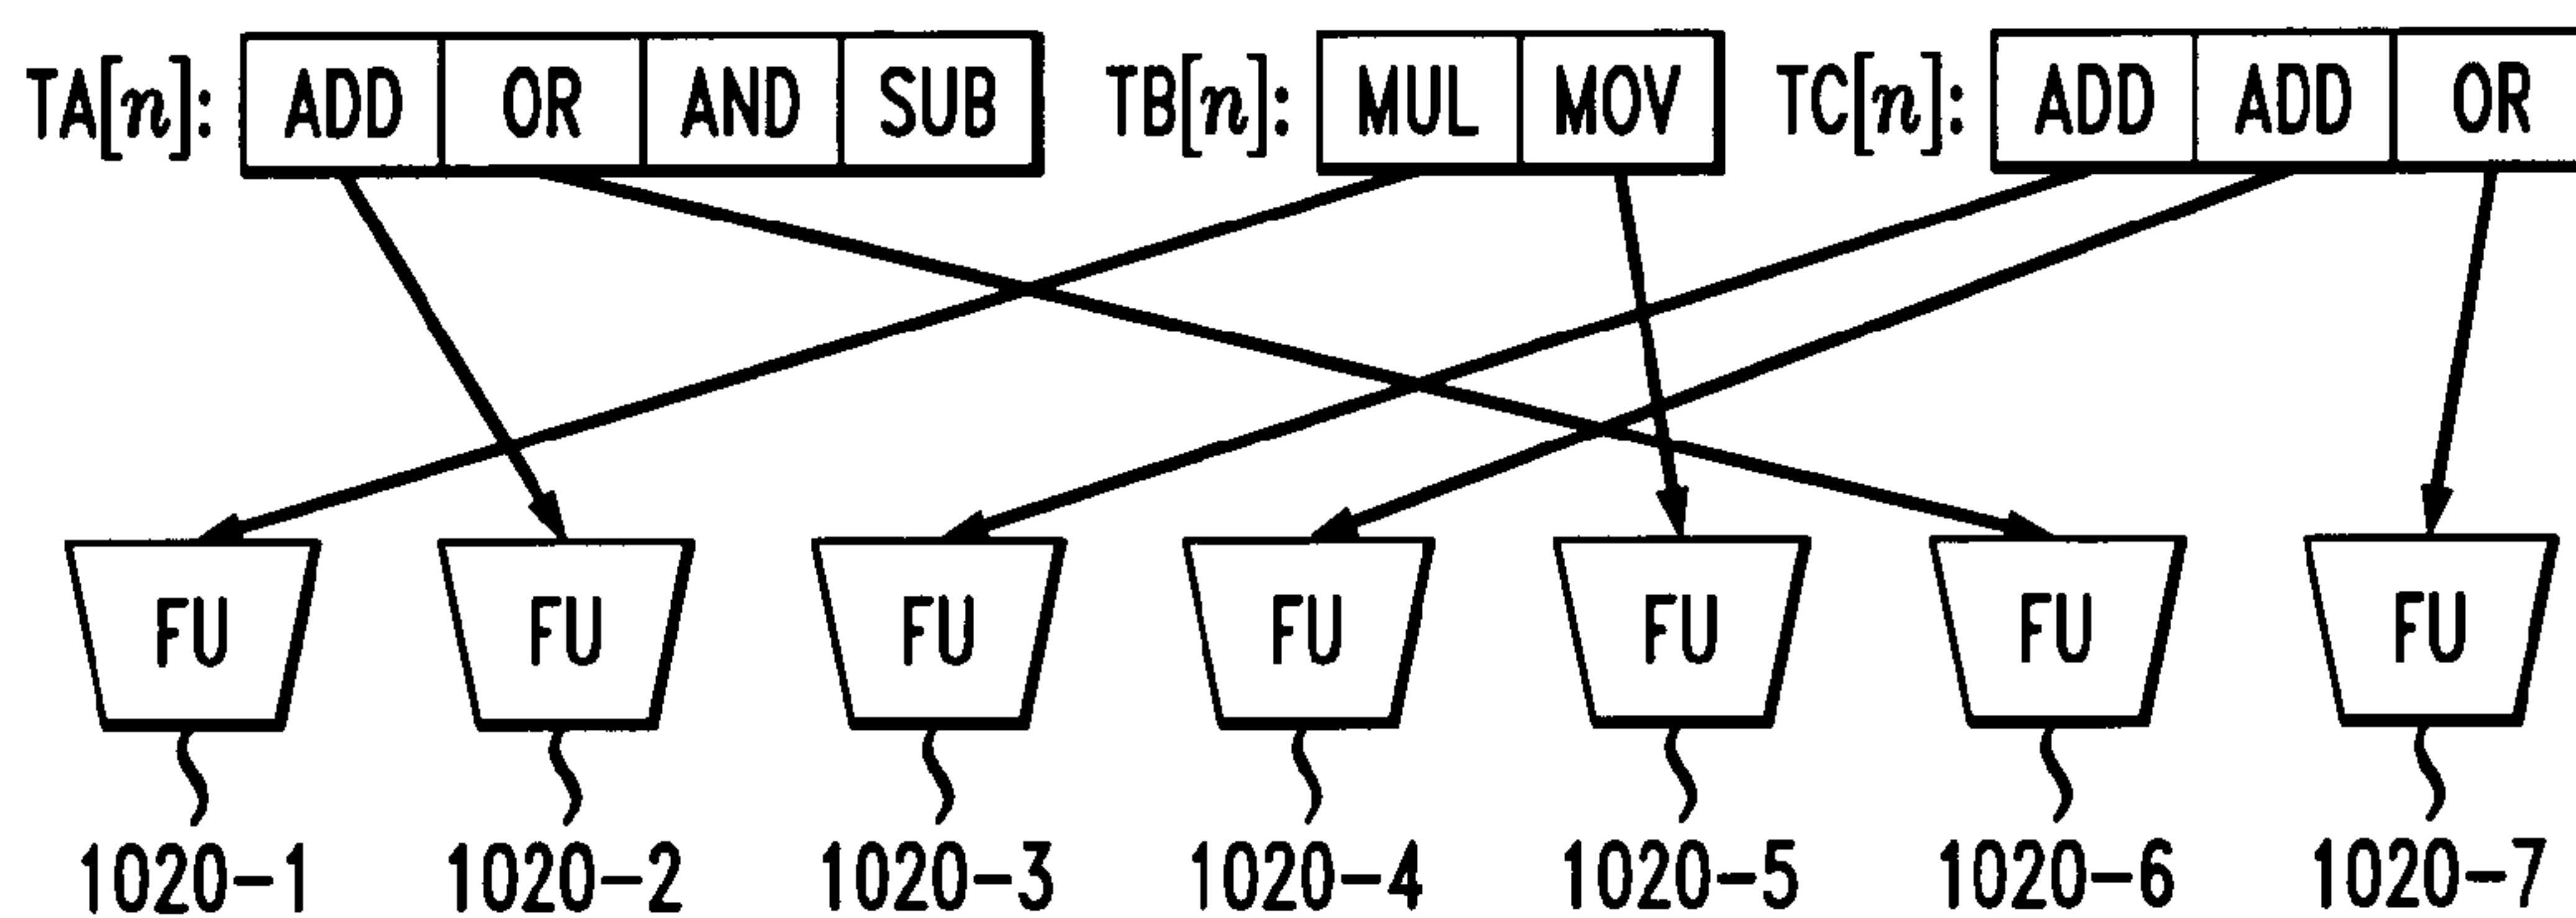 TA[n]: ADD OR AND SUB TB[n]: MUL MOV TC[n]: ADD ADD OR
FU FU FU FU FU FU FU
1020-1 1020-2 1020-3 1020-4 1020-5 1020-6 1020-7